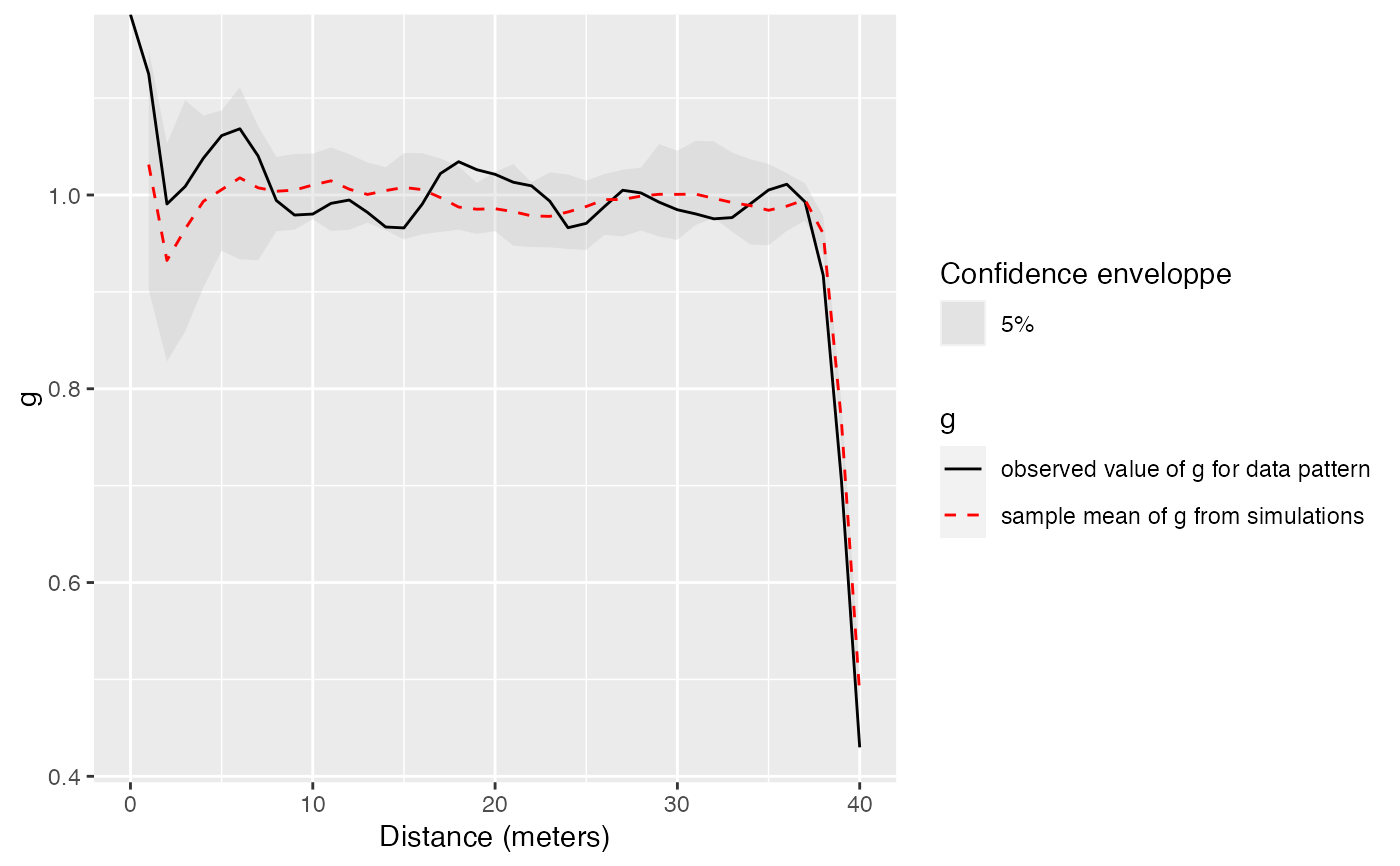 1.0
0.8
0.6
0.4
g
0
10
20
30
40
Distance (meters)
Confidence enveloppe
5%
g
observed value of g for data pattern
sample mean of g from simulations